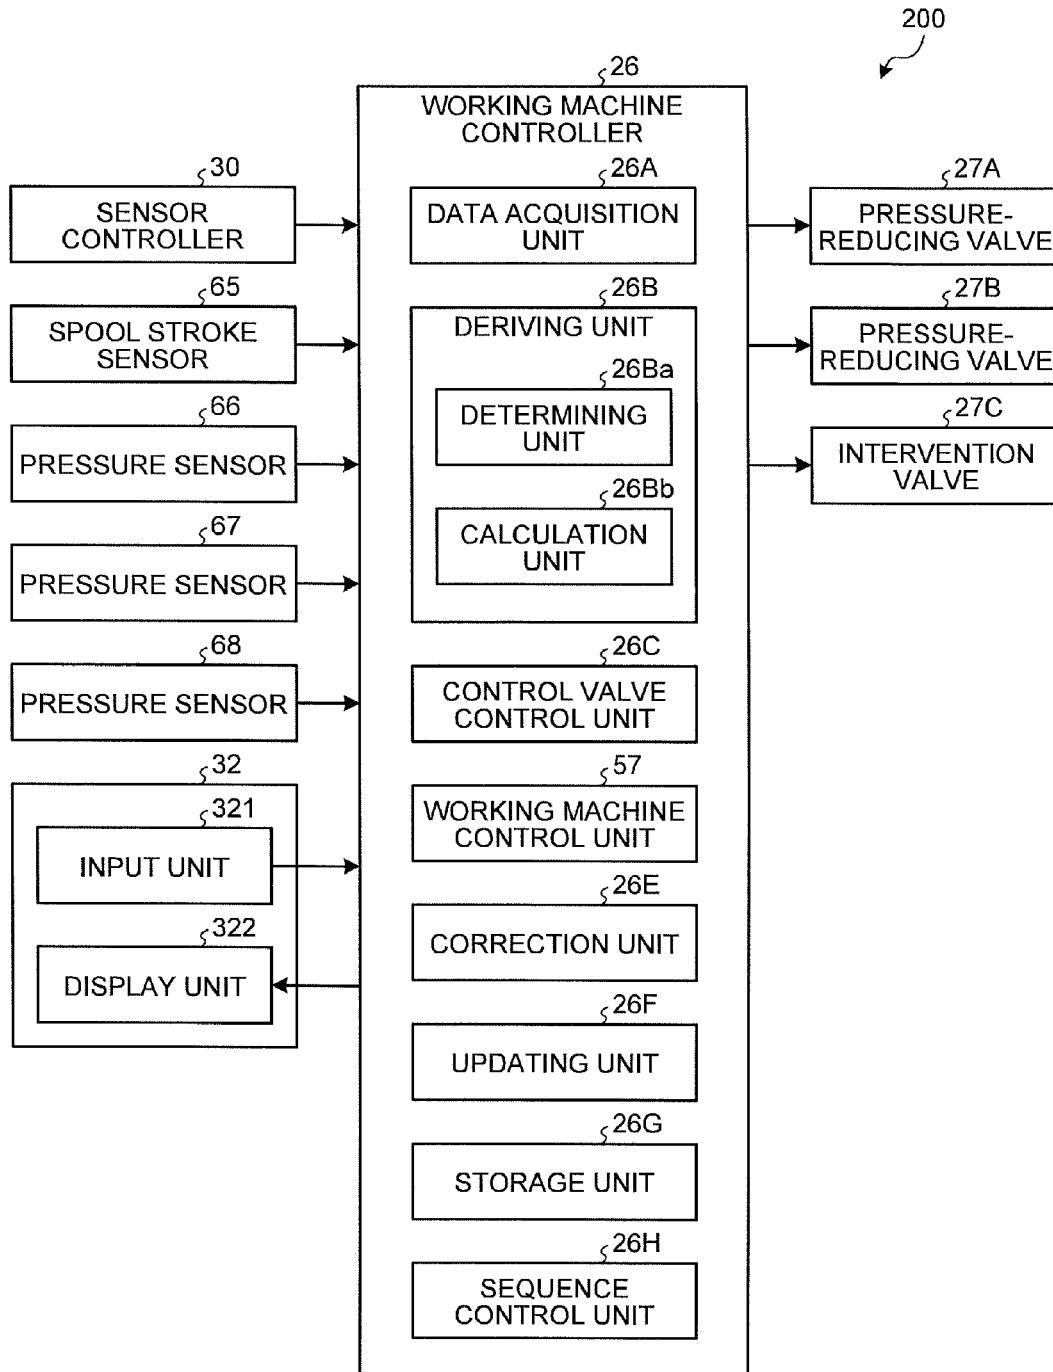 200
26
WORKING MACHINE
CONTROLLER
30
SENSOR
CONTROLLER
65
SPOOL STROKE
SENSOR
66
PRESSURE SENSOR
67
PRESSURE SENSOR
68
PRESSURE SENSOR
32
321
INPUT UNIT
322
DISPLAY UNIT
26A
DATA ACQUISITION
UNIT
26B
DERIVING UNIT
26Ba
DETERMINING
UNIT
26Bb
CALCULATION
UNIT
26C
CONTROL VALVE
CONTROL UNIT
57
WORKING MACHINE
CONTROL UNIT
26E
CORRECTION UNIT
26F
UPDATING UNIT
26G
STORAGE UNIT
26H
SEQUENCE
CONTROL UNIT
27A
PRESSURE-
REDUCING VALVE
27B
PRESSURE-
REDUCING VALVE
27C
INTERVENTION
VALVE